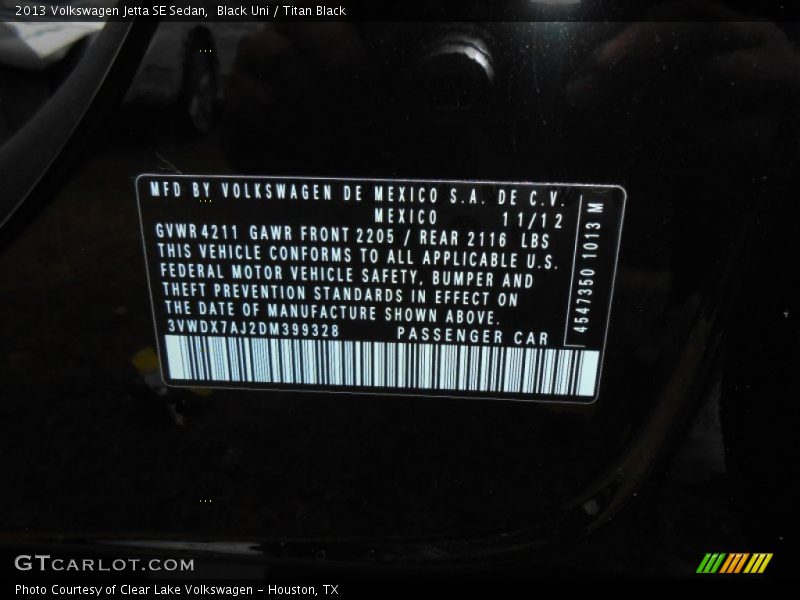 2013 Volkswagen Jetta SE Sedan,  Black Uni / Titan Black
MFD BY VOLKSWAGEN DE MEXICO S.A. DE C.V.
MEXICO 11/12
GVWR 4211 GAWR FRONT 2205 / REAR 2116 LBS
THIS VEHICLE CONFORMS TO ALL APPLICABLE U.S.
FEDERAL MOTOR VEHICLE SAFETY, BUMPER AND
THEFT PREVENTION STANDARDS IN EFFECT ON
THE DATE OF MANUFACTURE SHOWN ABOVE.
3VWDX7AJ2DM399328 PASSENGER CAR
4547350 1013 M
GTCARLOT.COM
Photo Courtesy of Clear Lake Volkswagen – Houston, TX